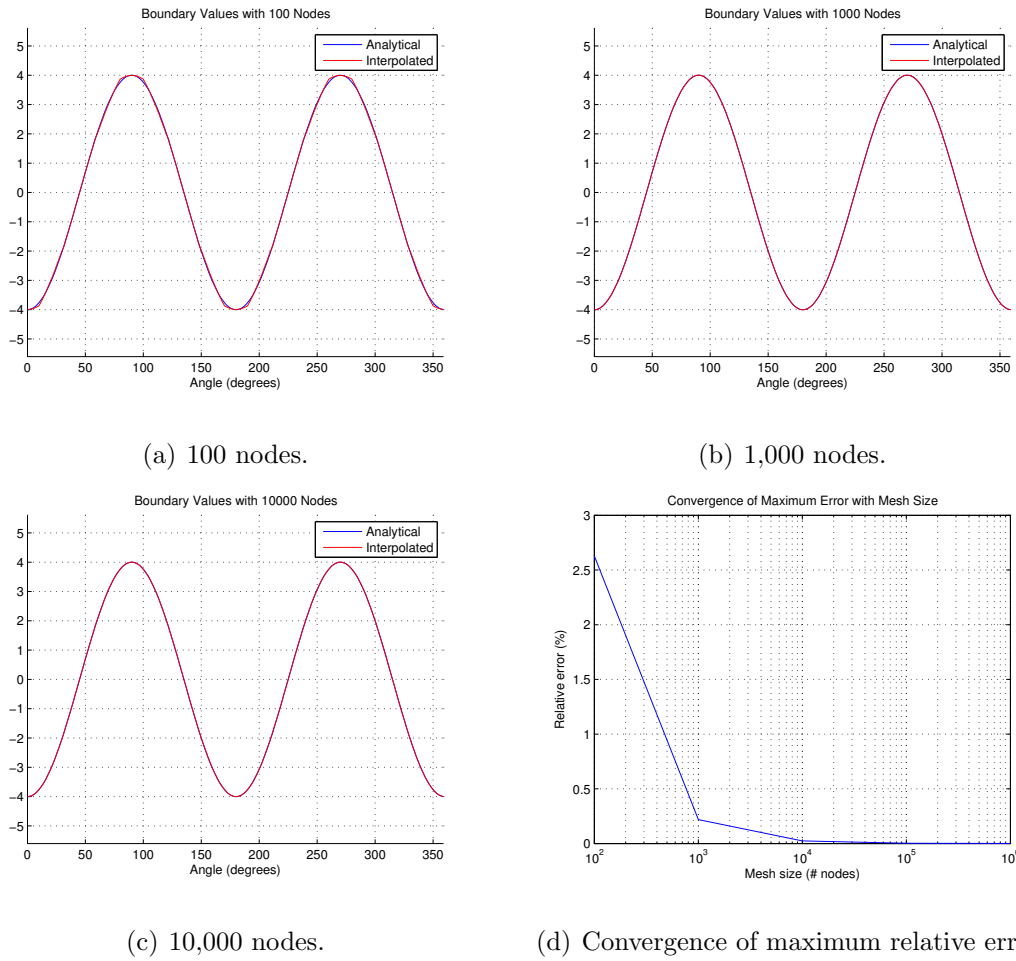 Boundary Values with 100 Nodes
Analytical
Interpolated
5
4
3
2
1
0
−1
−2
−3
−4
−5
0 50 100 150 200 250 300 350
Angle (degrees)
(a) 100 nodes.
Boundary Values with 1000 Nodes
Analytical
Interpolated
5
4
3
2
1
0
−1
−2
−3
−4
−5
0 50 100 150 200 250 300 350
Angle (degrees)
(b) 1,000 nodes.
Boundary Values with 10000 Nodes
Analytical
Interpolated
5
4
3
2
1
0
−1
−2
−3
−4
−5
0 50 100 150 200 250 300 350
Angle (degrees)
(c) 10,000 nodes.
Convergence of Maximum Error with Mesh Size
Relative error (%)
3
2.5
2
1.5
1
0.5
0
10^2 10^3 10^4 10^5 10
Mesh size (# nodes)
(d) Convergence of maximum relative err